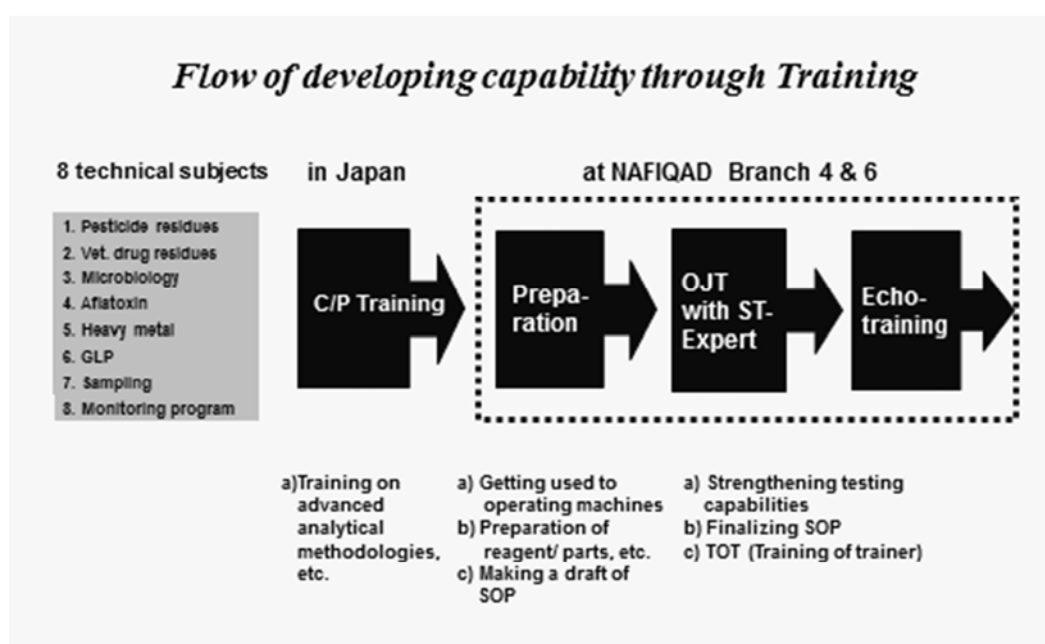 Flow of developing capability through Training
8 technical subjects
in Japan
at NAFIQAD Branch 4 & 6
1. Pesticide residues
2. Vet. drug residues
3. Microbiology
4. Aflatoxin
5. Heavy metal
6. GLP
7. Sampling
8. Monitoring program
C/P Training
Prepa-
ration
OJT
with ST-
Expert
Echo-
training
a)Training on
advanced
analytical
methodologies,
etc.
a) Getting used to
operating machines
b) Preparation of
reagent/ parts, etc.
c) Making a draft of
SOP
a) Strengthening testing
capabilities
b) Finalizing SOP
c) TOT (Training of trainer)